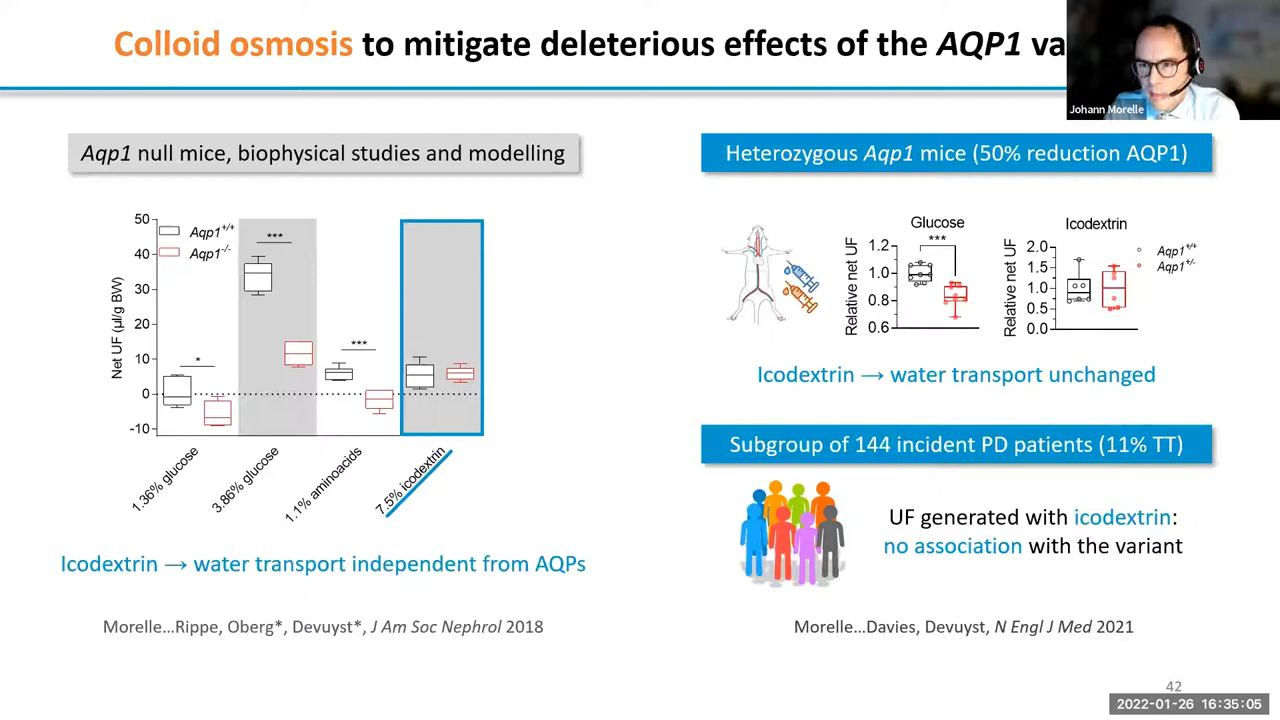 Colloid osmosis to mitigate deleterious effects of the AQP1 va
Johann Morelle
Aqp1 null mice, biophysical studies and modelling
50
40
30
20
10
0
-10
Net UF (µl/g BW)
Aqp1+/+
Aqp1-/-
*
***
***
1.36% glucose
3.86% glucose
1.1% aminoacids
7.5% icodextrin
Icodextrin → water transport independent from AQPs
Morelle...Rippe, Oberg*, Devuyst*, J Am Soc Nephrol 2018
Heterozygous Aqp1 mice (50% reduction AQP1)
Glucose
***
Relative net UF
1.2
1.0
0.8
0.6
Icodextrin
Relative net UF
2.0
1.5
1.0
0.5
0.0
Aqp1+/+
Aqp1+/-
Icodextrin → water transport unchanged
Subgroup of 144 incident PD patients (11% TT)
UF generated with icodextrin:
no association with the variant
Morelle...Davies, Devuyst, N Engl J Med 2021
42
2022-01-26 16:35:05